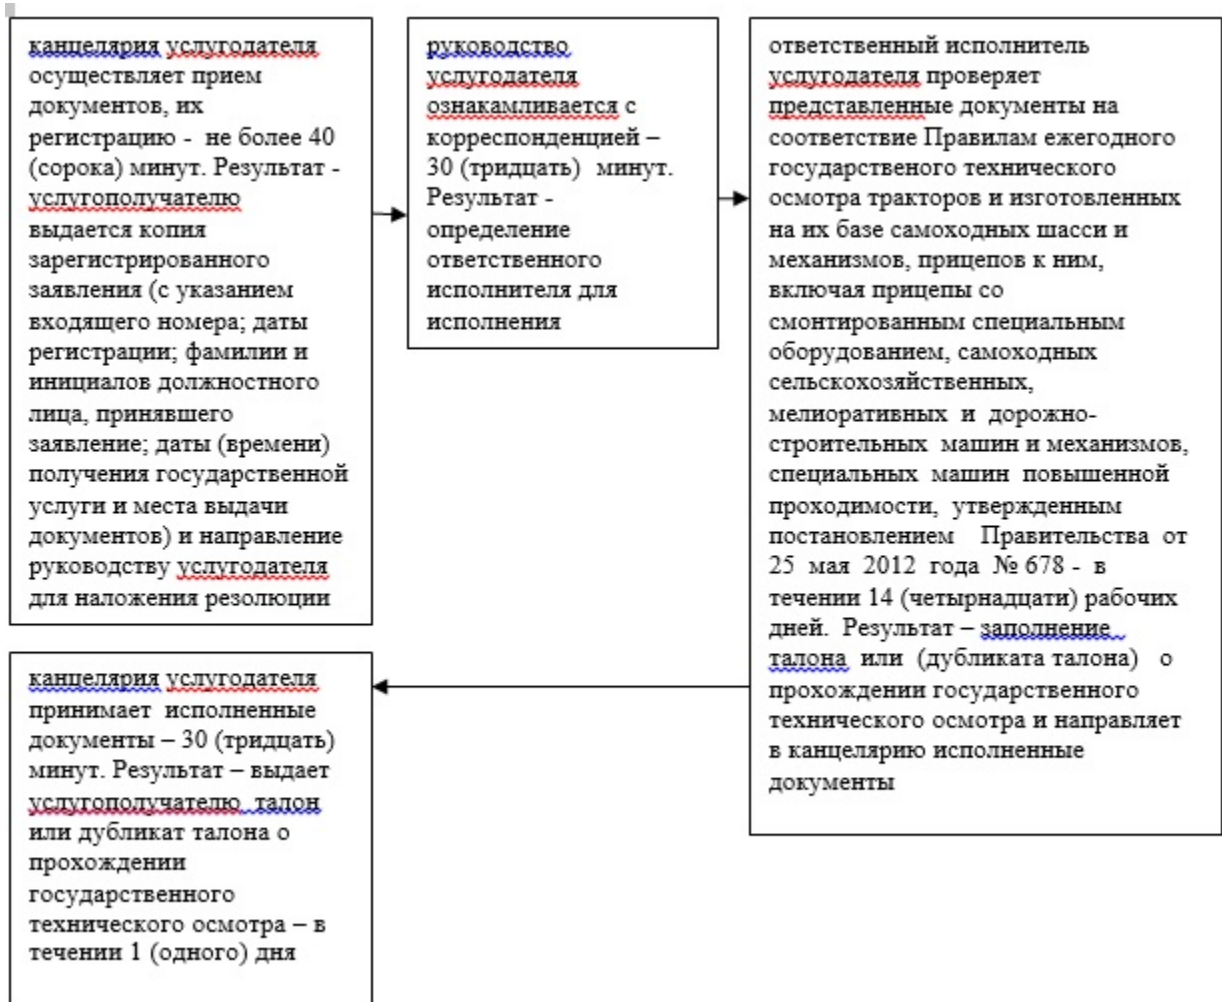 канцелярия услугодателя
осуществляет прием
документов, их
регистрацию - не более 40
(сорока) минут. Результат -
услугополучателю
выдается копия
зарегистрированного
заявления (с указанием
входящего номера; даты
регистрации; фамилии и
инициалов должностного
лица, принявшего
заявление; даты (времени)
получения государственной
услуги и места выдачи
документов) и направление
руководству услугодателя
для наложения резолюции
руководство
услугодателя
ознакамливается с
корреспонденцией –
30 (тридцать) минут.
Результат -
определение
ответственного
исполнителя для
исполнения
ответственный исполнитель
услугодателя проверяет
представленные документы на
соответствие Правилам ежегодного
государственого технического
осмотра тракторов и изготовленных
на их базе самоходных шасси и
механизмов, прицепов к ним,
включая прицепы со
смонтированным специальным
оборудованием, самоходных
сельскохозяйственных,
мелиоративных и дорожно-
строительных машин и механизмов,
специальных машин повышенной
проходимости, утвержденным
постановлением Правительства от
25 мая 2012 года № 678 - в
течении 14 (четырнадцати) рабочих
дней. Результат – заполнение
талона или (дубликата талона) о
прохождении государственного
технического осмотра и направляет
в канцелярию исполненные
документы
канцелярия услугодателя
принимает исполненные
документы – 30 (тридцать)
минут. Результат – выдает
услугополучателю талон
или дубликат талона о
прохождении
государственного
технического осмотра – в
течении 1 (одного) дня